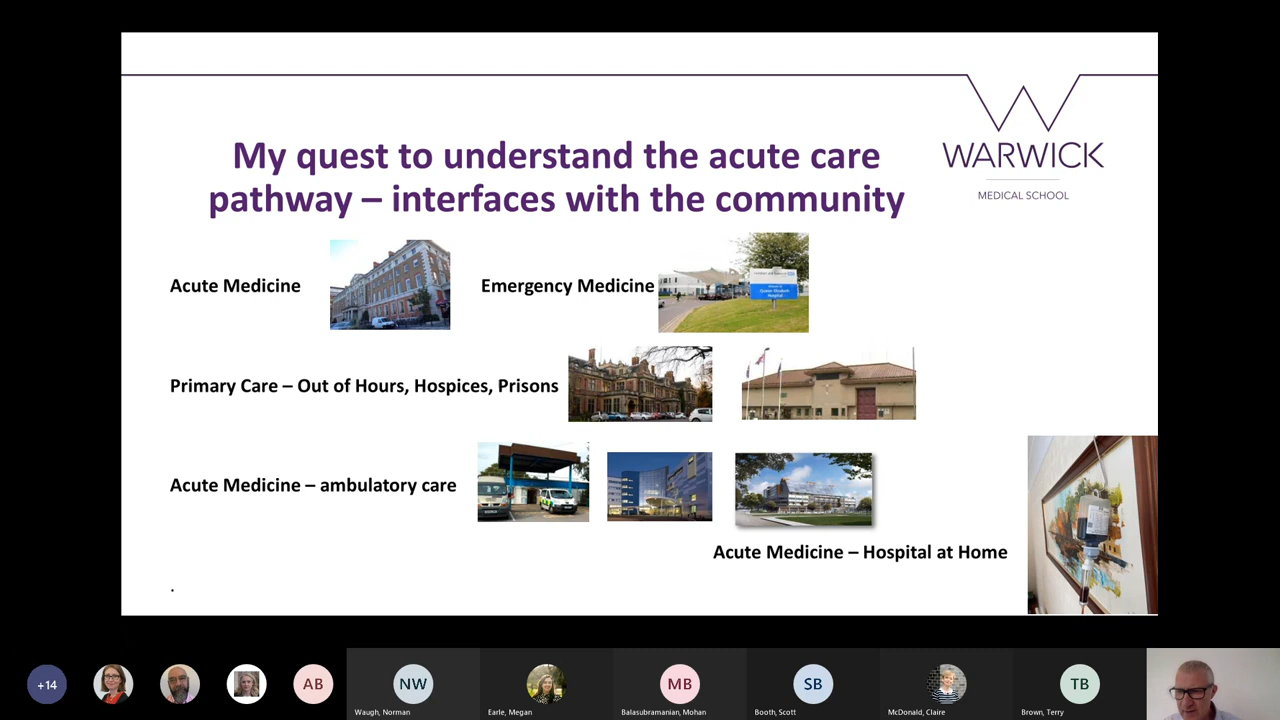 My quest to understand the acute care
pathway – interfaces with the community
WARWICK
MEDICAL SCHOOL
Acute Medicine
Emergency Medicine
Primary Care – Out of Hours, Hospices, Prisons
Acute Medicine – ambulatory care
Acute Medicine – Hospital at Home
.
+14
AB
NW
MB
SB
TB
Waugh, Norman
Earle, Megan
Balasubramanian, Mohan
Booth, Scott
McDonald, Claire
Brown, Terry